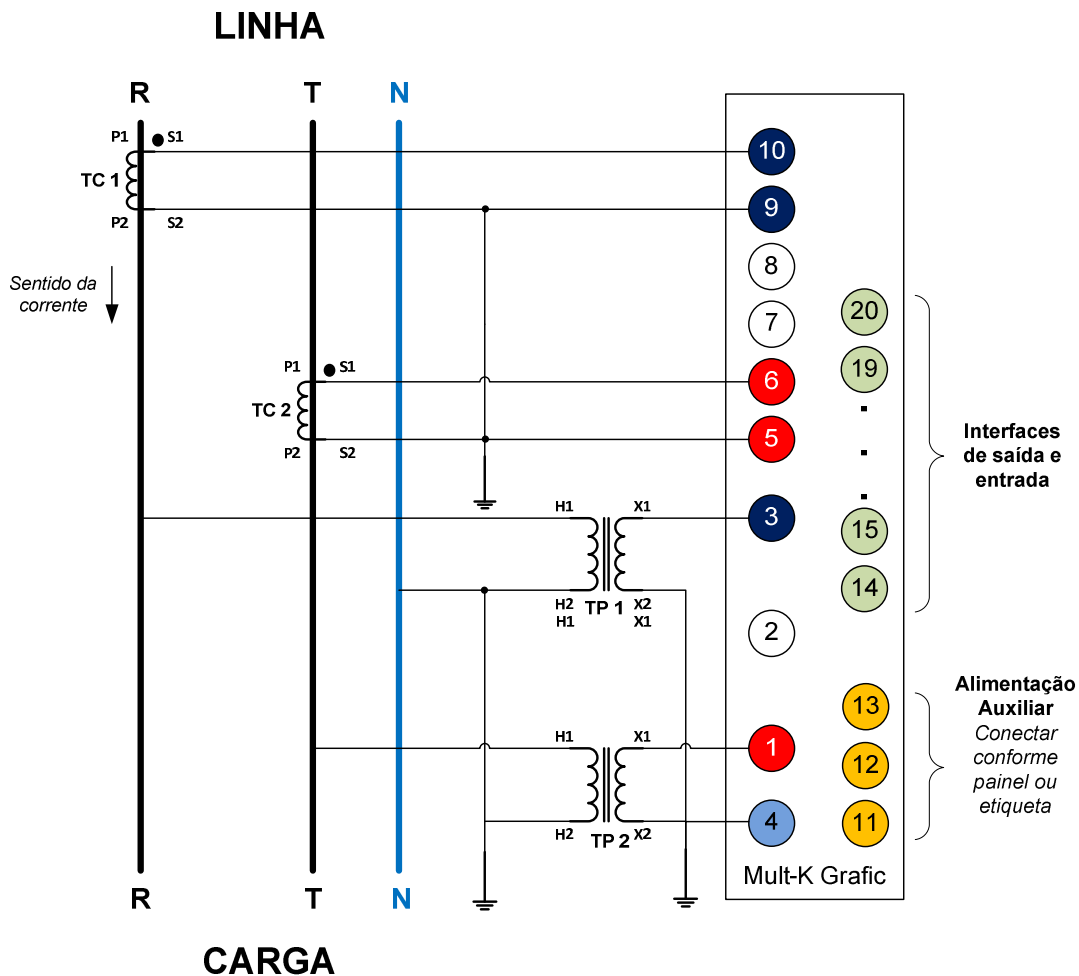 LINHA
R
T
N
P1
S1
TC 1
P2
S2
Sentido da
corrente
P1
S1
TC 2
P2
S2
H1
X1
H2
TP 1
X2
H1
X1
H1
X1
H2
TP 2
X2
10
9
8
7
6
5
3
2
1
4
20
19
15
14
13
12
11
Mult-K Grafic
Interfaces
de saída e
entrada
Alimentação
Auxiliar
Conectar
conforme
painel ou
etiqueta
R
T
N
CARGA